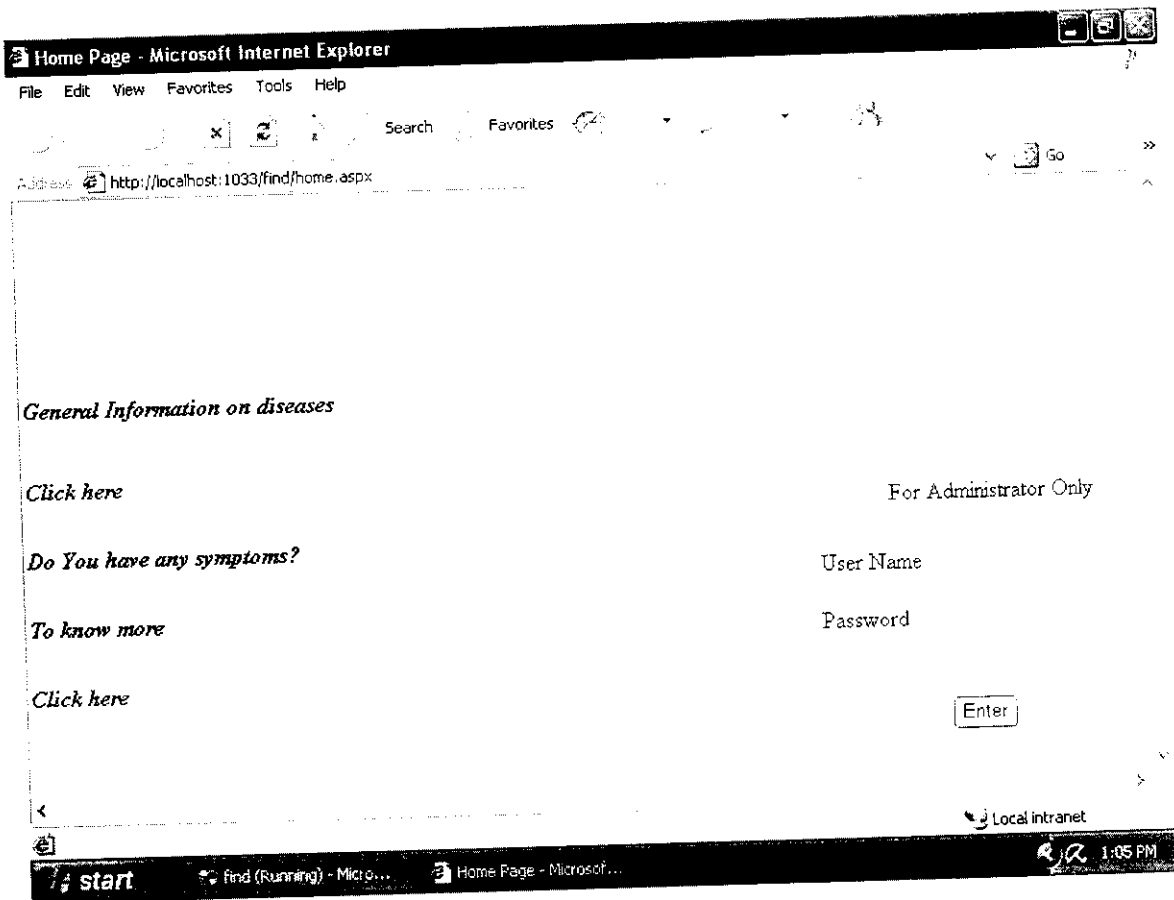 Home Page - Microsoft Internet Explorer
File Edit View Favorites Tools Help
Search Favorites
Address http://localhost:1033/find/home.aspx Go
General Information on diseases
Click here For Administrator Only
Do You have any symptoms? User Name
To know more Password
Click here Enter
Local intranet
start find (Running) - Micro... Home Page - Microsof... 1:05 PM